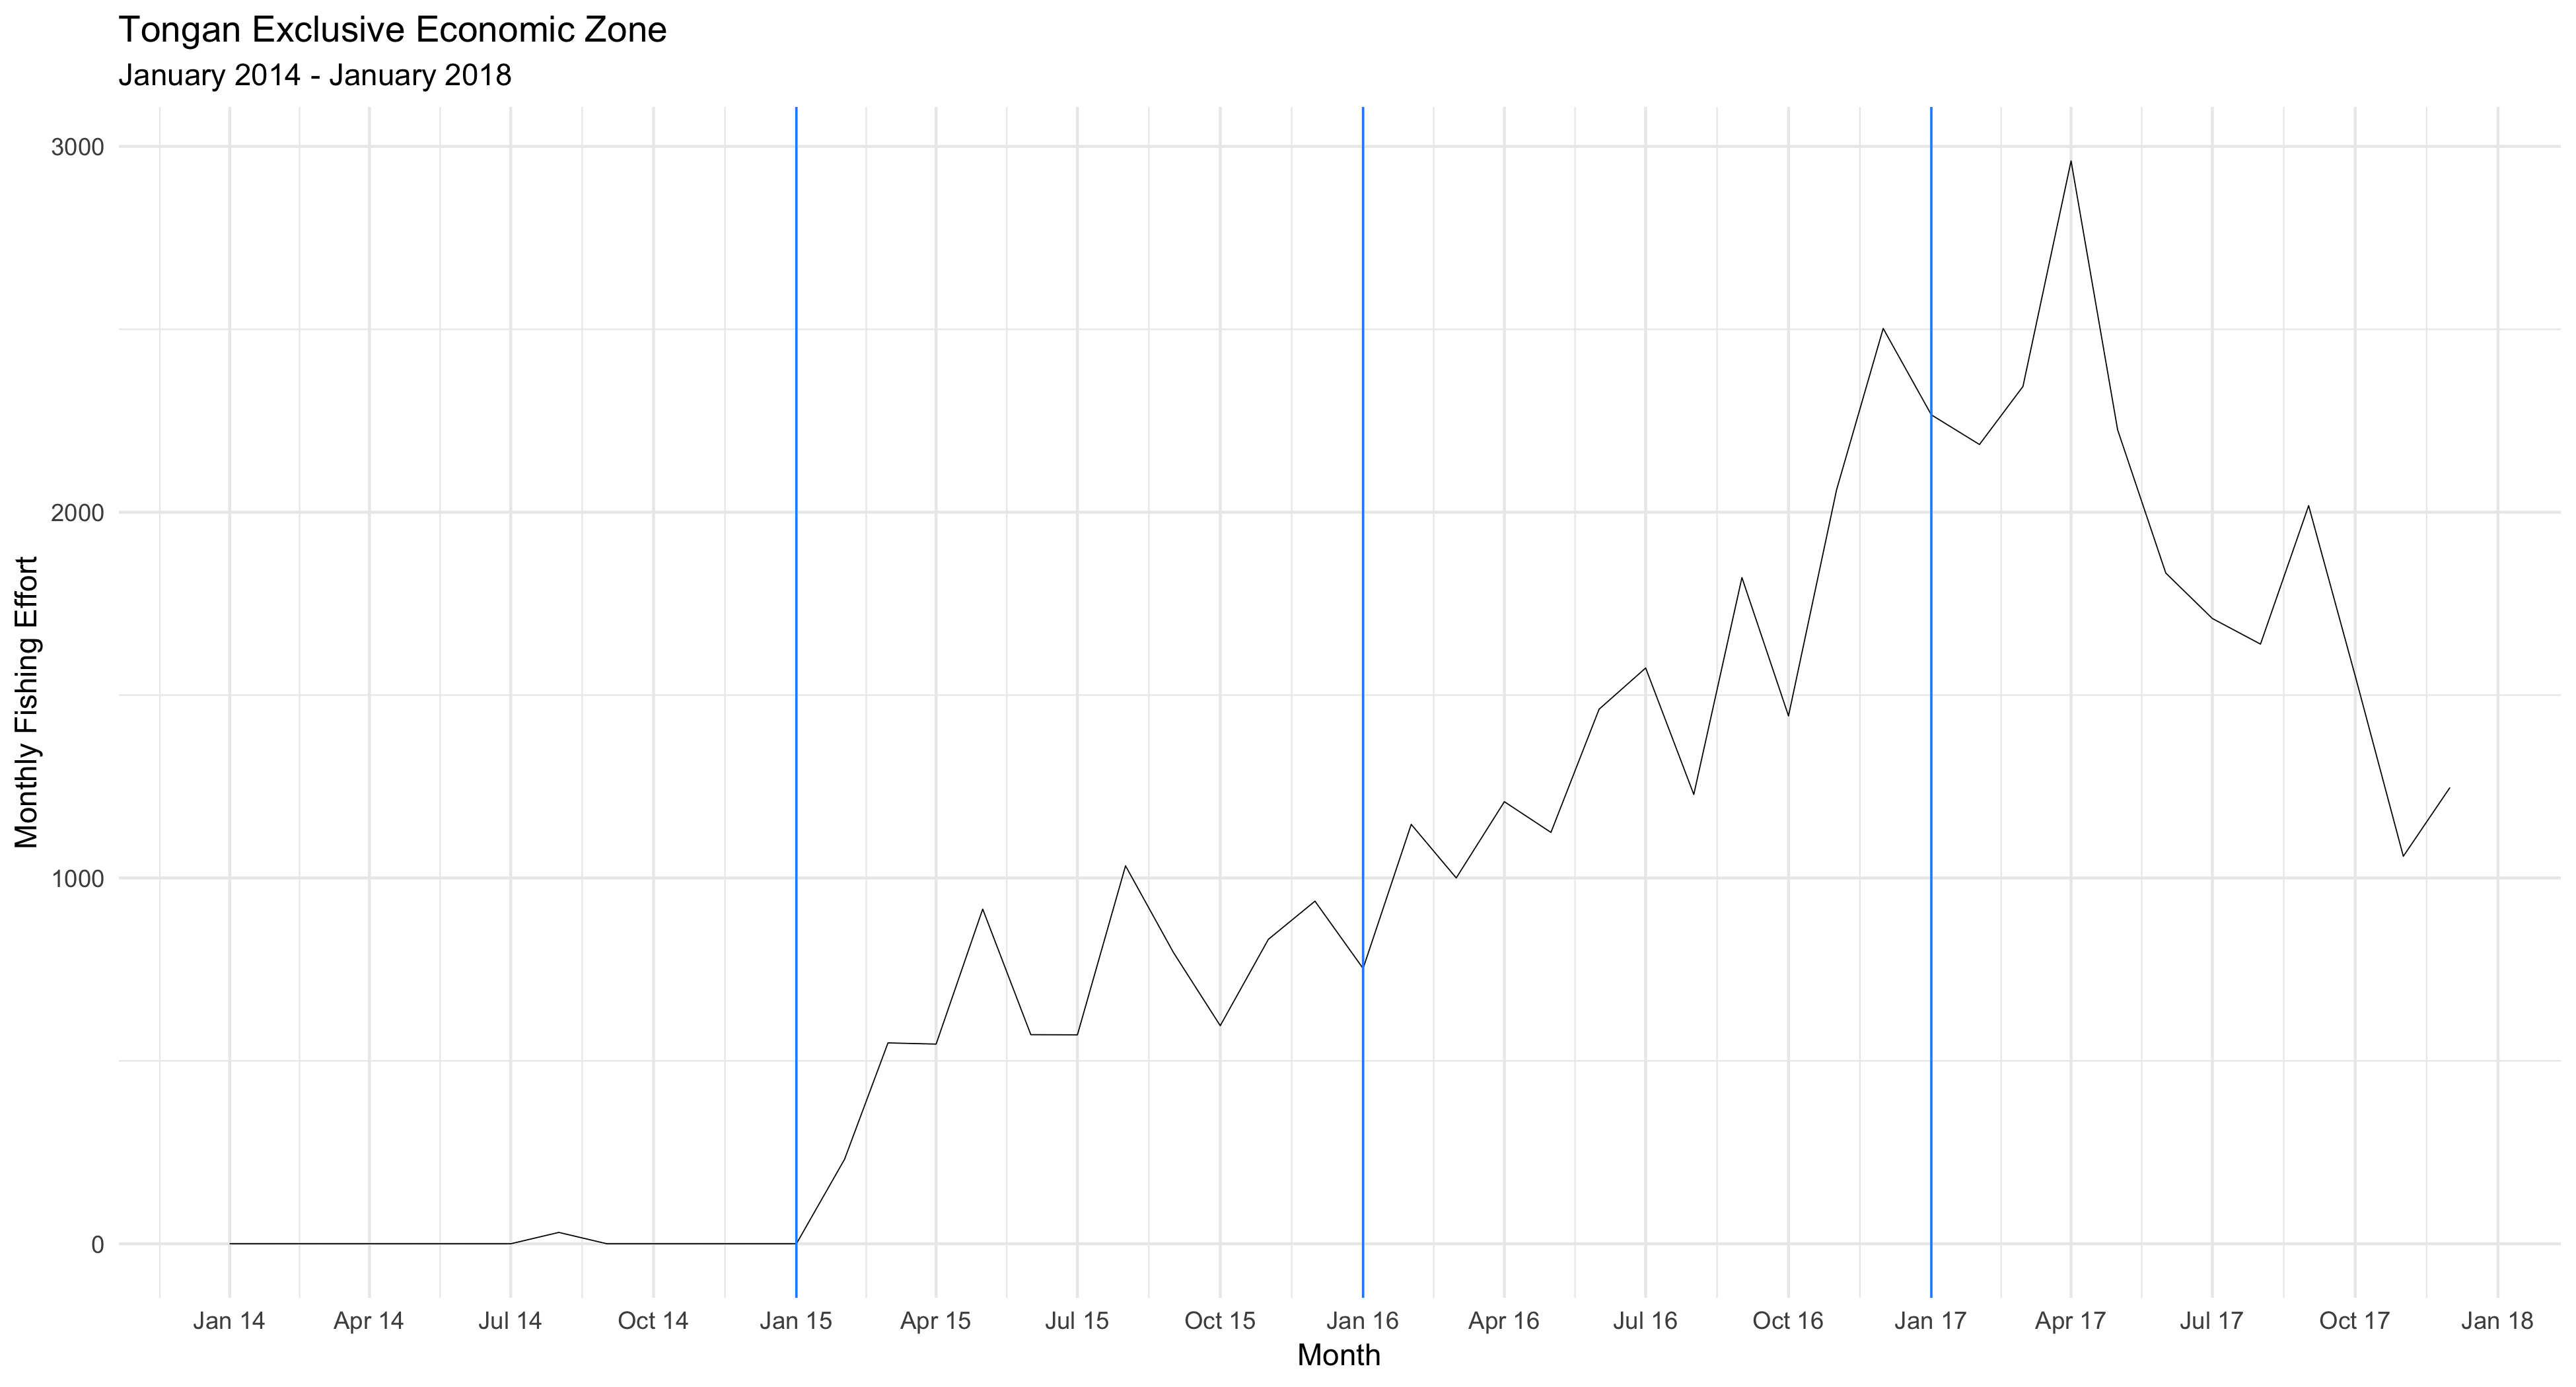 Tongan Exclusive Economic Zone
January 2014 - January 2018
Monthly Fishing Effort
3000
2000
1000
0
Jan 14 Apr 14 Jul 14 Oct 14 Jan 15 Apr 15 Jul 15 Oct 15 Jan 16 Apr 16 Jul 16 Oct 16 Jan 17 Apr 17 Jul 17 Oct 17 Jan 18
Month